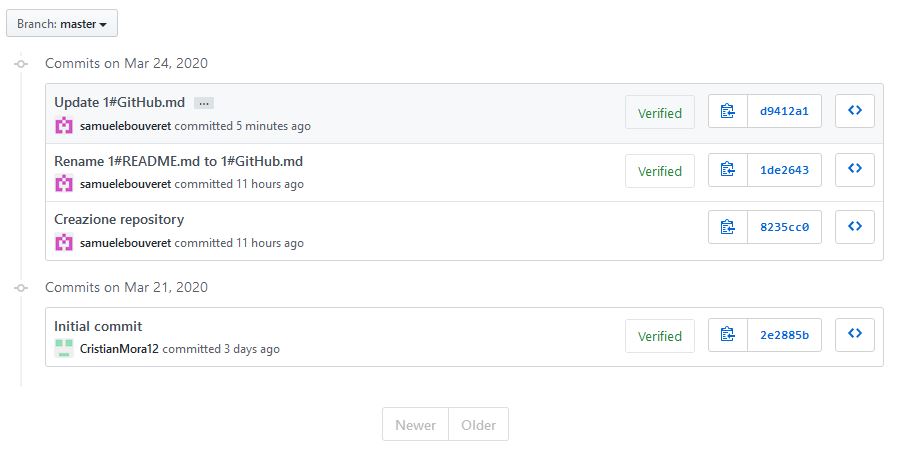 Branch: master
Commits on Mar 24, 2020
Update 1#GitHub.md ...
Verified d9412a1
samuelebouveret committed 5 minutes ago
Rename 1#README.md to 1#GitHub.md
Verified 1de2643
samuelebouveret committed 11 hours ago
Creazione repository
8235cc0
samuelebouveret committed 11 hours ago
Commits on Mar 21, 2020
Initial commit
Verified 2e2885b
CristianMora12 committed 3 days ago
Newer Older